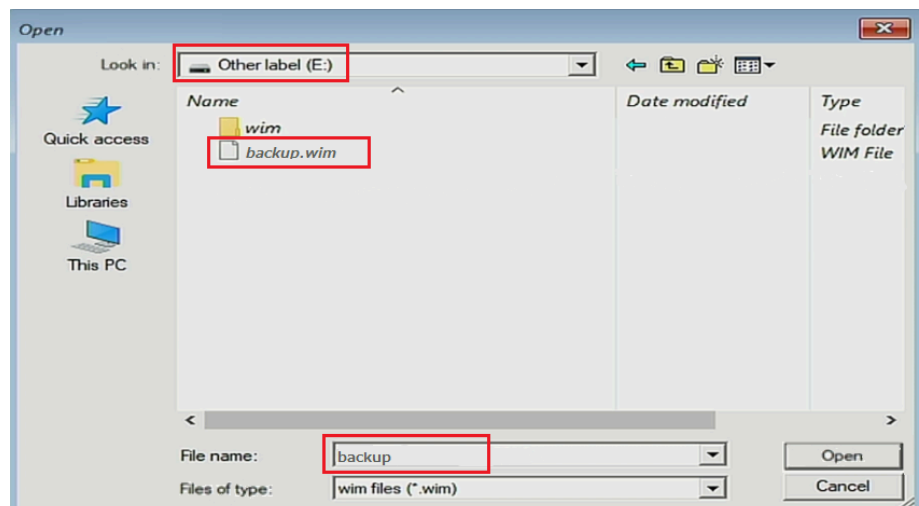 Open
Look in: Other label (E:)
Name Date modified Type
wim File folder
backup.wim WIM File
Quick access
Libraries
This PC
File name: backup Open
Files of type: wim files (*.wim) Cancel